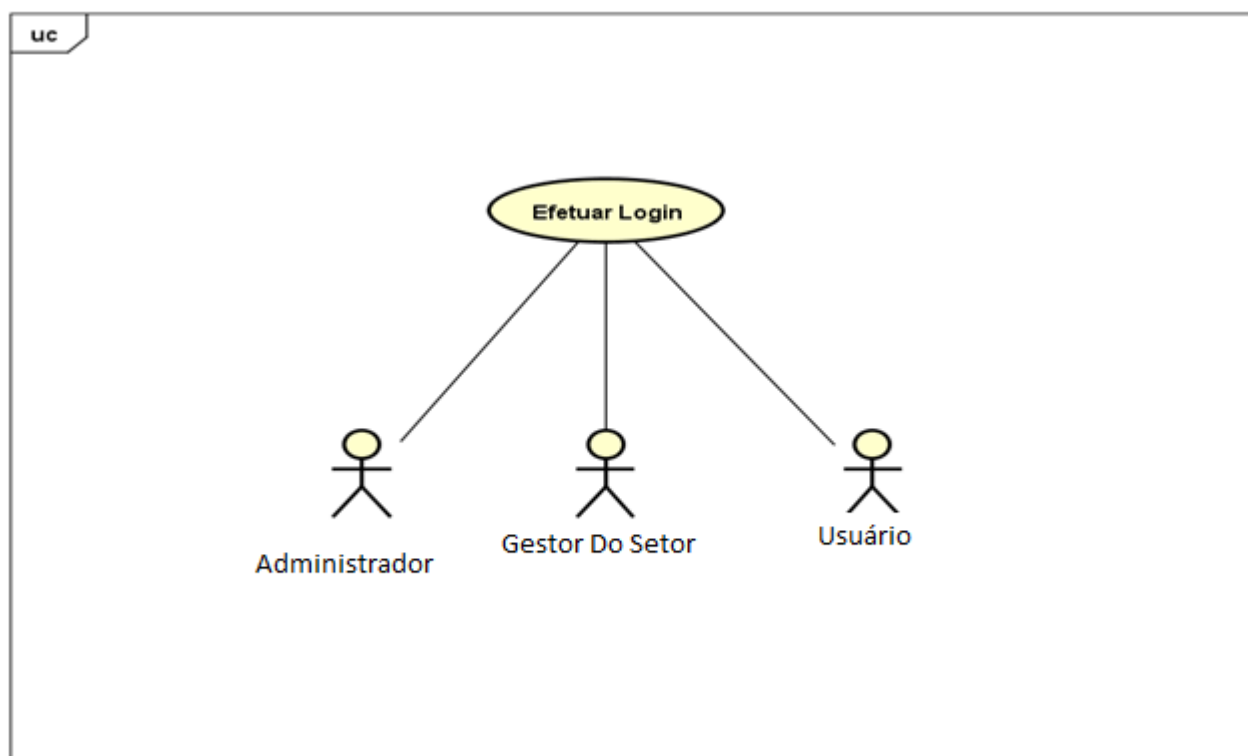 uc
Efetuar Login
Administrador
Gestor Do Setor
Usuário